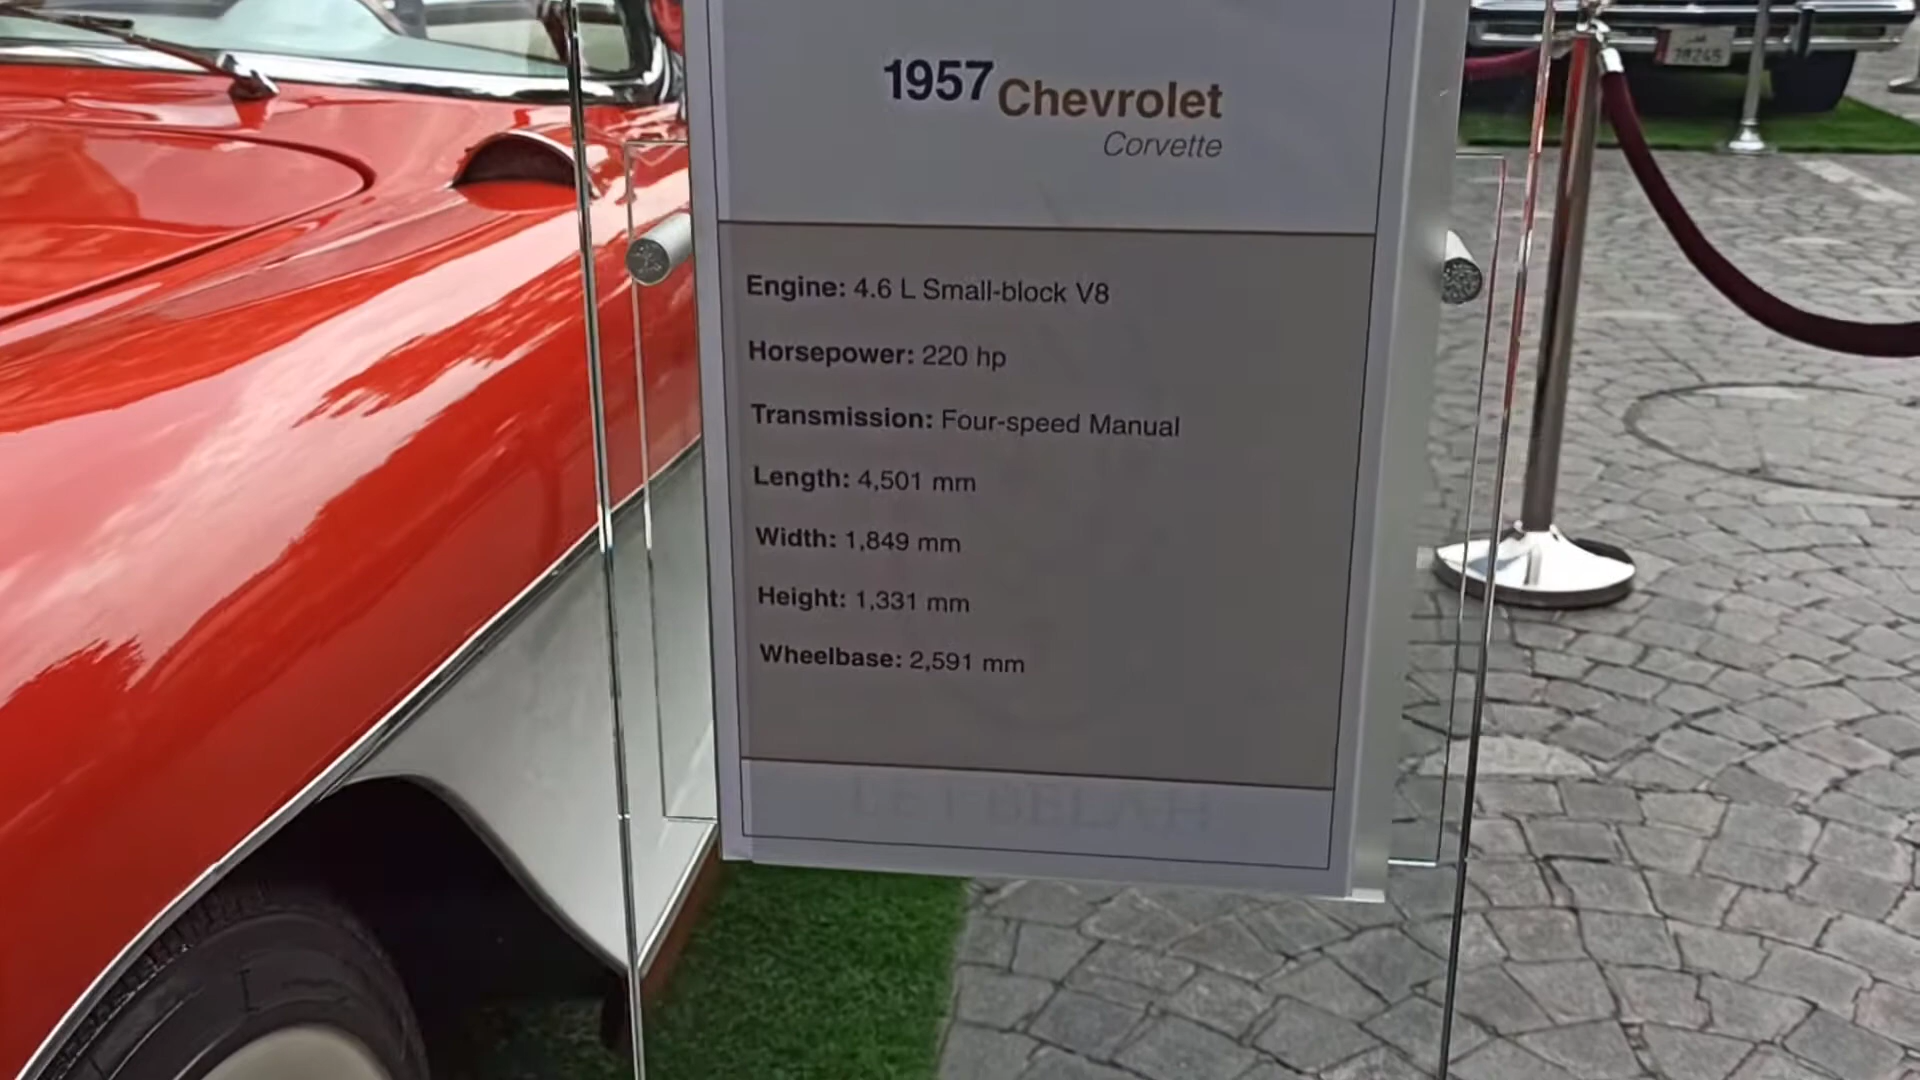 1957 Chevrolet
Corvette
Engine: 4.6 L Small-block V8
Horsepower: 220 hp
Transmission: Four-speed Manual
Length: 4,501 mm
Width: 1,849 mm
Height: 1,331 mm
Wheelbase: 2,591 mm